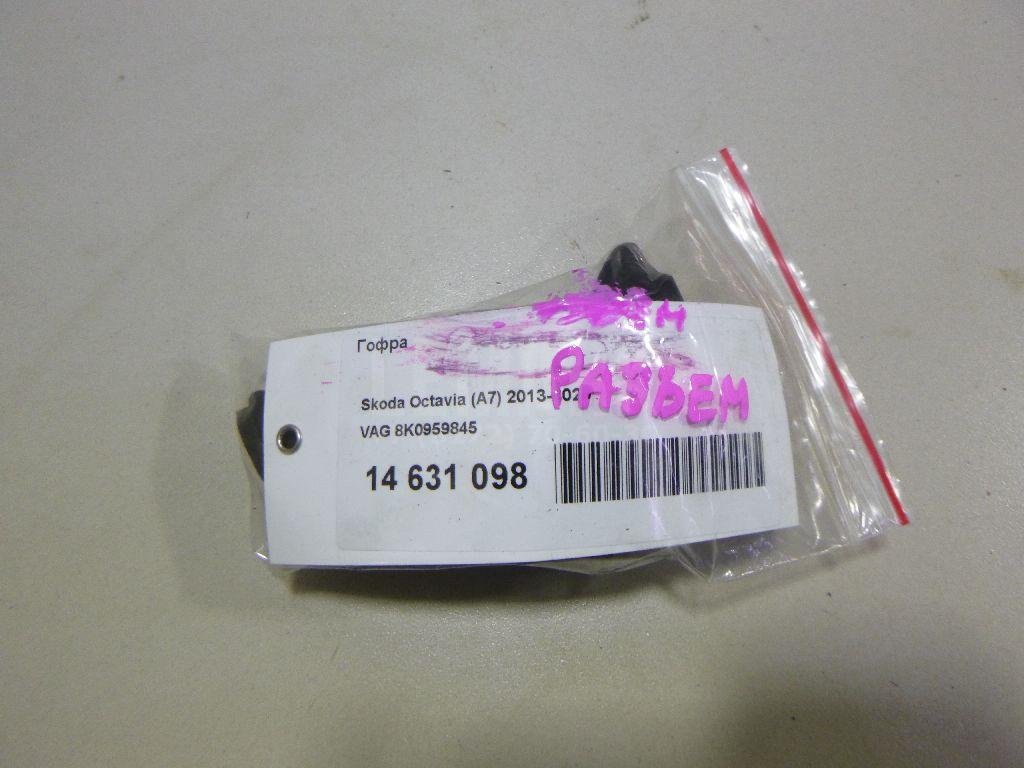 Гофра
РАЗЪЕМ
Skoda Octavia (A7) 2013-
VAG 8K0959845
14 631 098